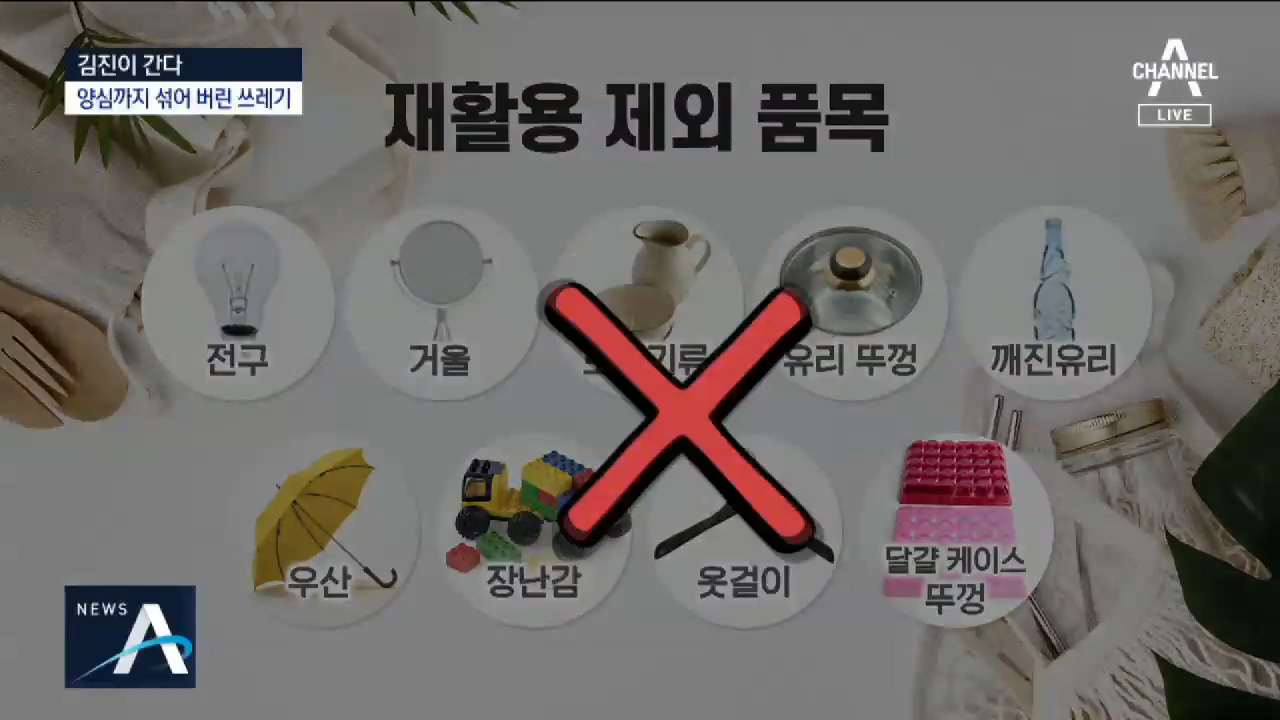 김진이 간다
양심까지 섞어 버린 쓰레기
CHANNEL A
LIVE
재활용 제외 품목
전구
거울
유리 뚜껑
깨진유리
우산
장난감
옷걸이
달걀 케이스
뚜껑
NEWS A